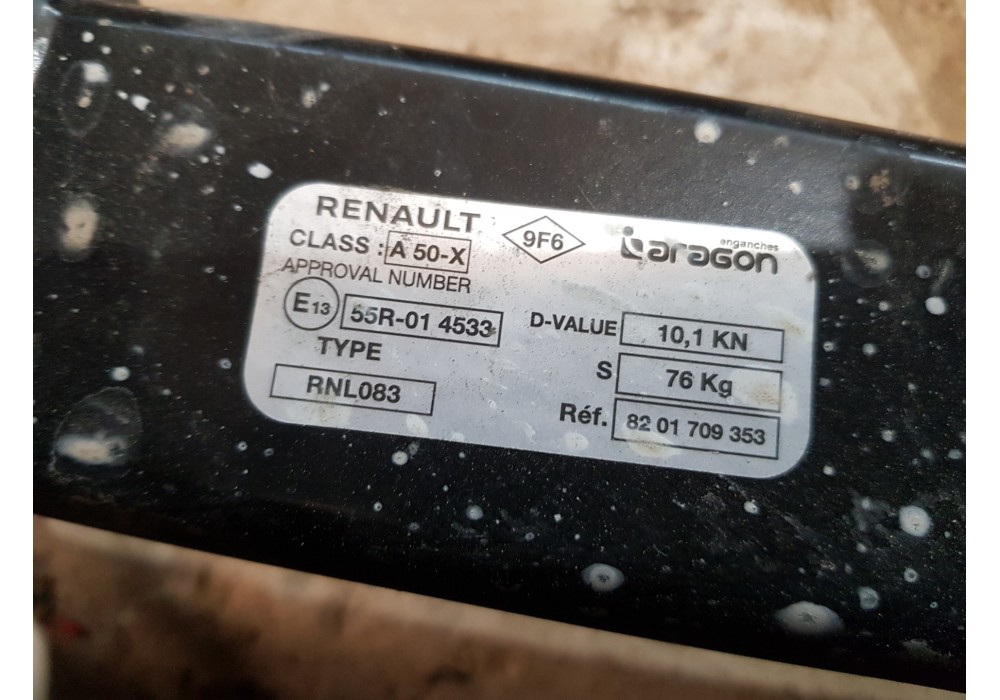 RENAULT
9F6
enganches
aragon
CLASS : A 50-X
APPROVAL NUMBER
E13 55R-01 4533
TYPE
RNL083
D-VALUE 10,1 KN
S 76 Kg
Réf. 82 01 709 353